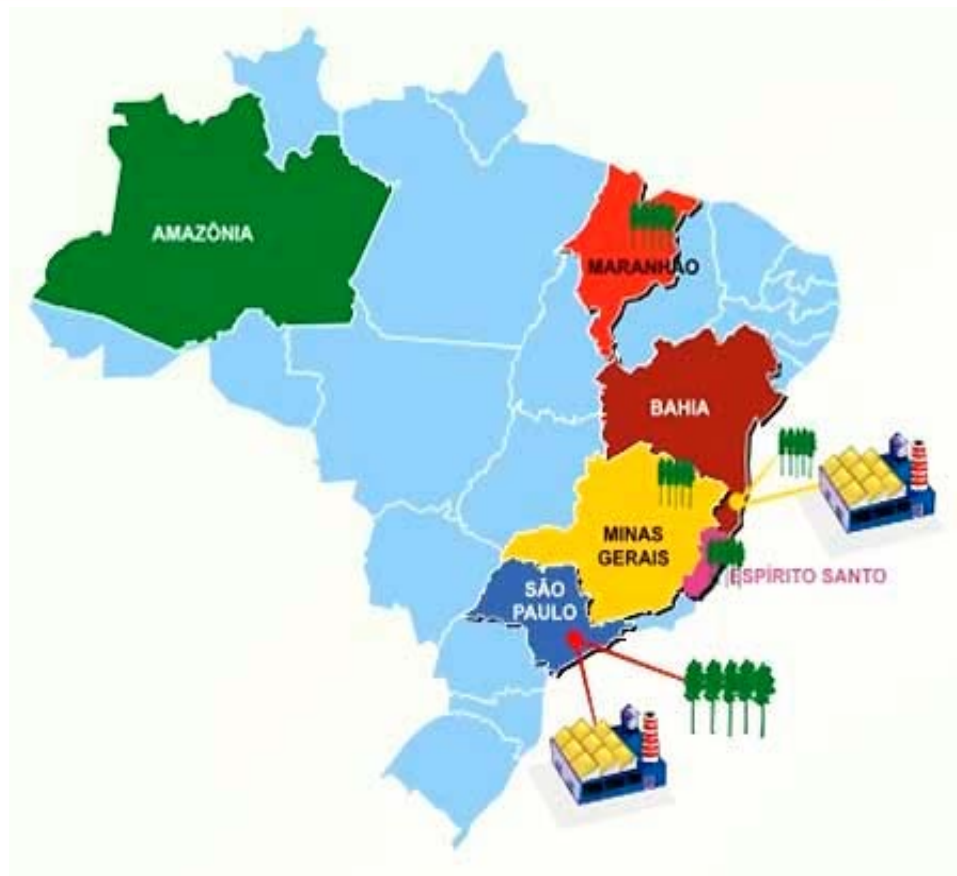 AMAZÔNIA
MARANHÃO
BAHIA
MINAS
GERAIS
ESPÍRITO SANTO
SÃO
PAULO